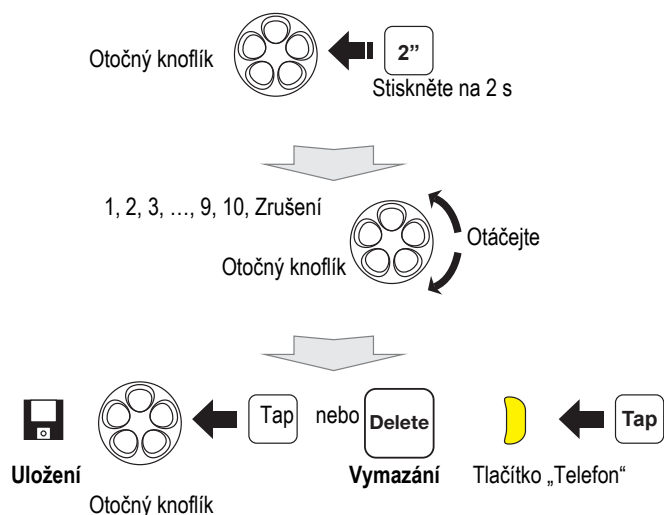 Otočný knoflík
2”
Stiskněte na 2 s
1, 2, 3, …, 9, 10, Zrušení
Otáčejte
Otočný knoflík
Tap nebo Delete Tap
Uložení Vymazání Tlačítko „Telefon“
Otočný knoflík